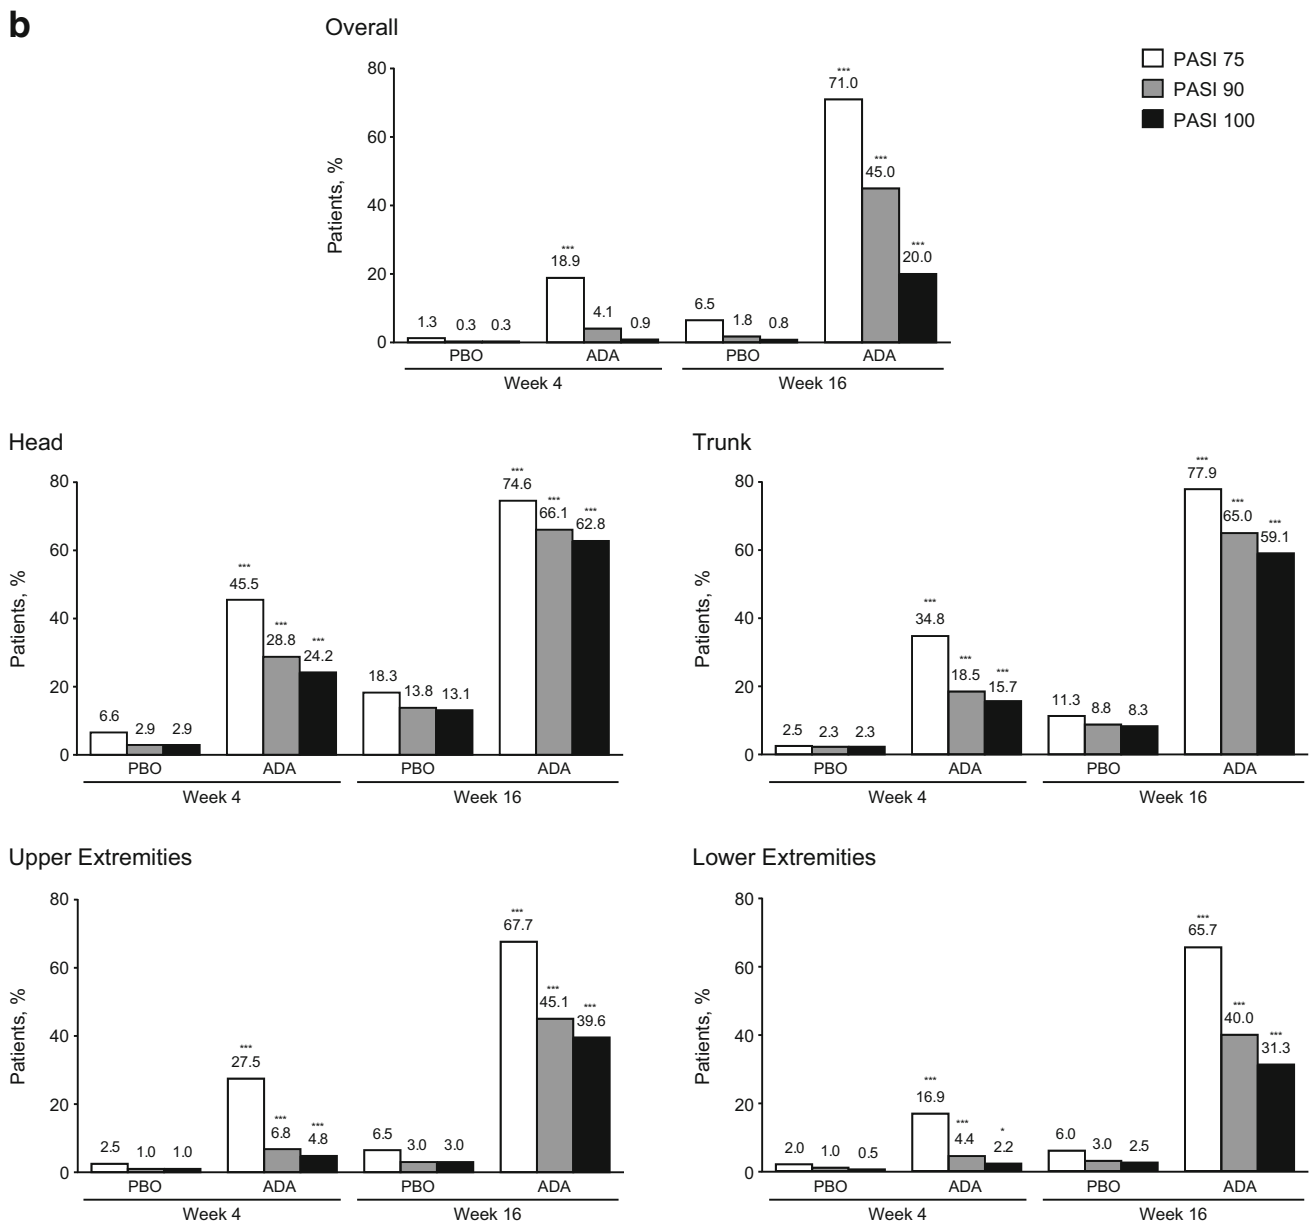 b
Overall
PASI 75
PASI 90
PASI 100
Patients, %
80
60
40
20
0
1.3 0.3 0.3
***
18.9
4.1 0.9
6.5 1.8 0.8
***
71.0
***
45.0
***
20.0
PBO ADA PBO ADA
Week 4 Week 16
Head
Patients, %
80
60
40
20
0
6.6 2.9 2.9
***
45.5
***
28.8
***
24.2
18.3 13.8 13.1
***
74.6
***
66.1
***
62.8
PBO ADA PBO ADA
Week 4 Week 16
Trunk
Patients, %
80
60
40
20
0
2.5 2.3 2.3
***
34.8
***
18.5
***
15.7
11.3 8.8 8.3
***
77.9
***
65.0
***
59.1
PBO ADA PBO ADA
Week 4 Week 16
Upper Extremities
Patients, %
80
60
40
20
0
2.5 1.0 1.0
***
27.5
***
6.8
***
4.8
6.5 3.0 3.0
***
67.7
***
45.1
***
39.6
PBO ADA PBO ADA
Week 4 Week 16
Lower Extremities
Patients, %
80
60
40
20
0
2.0 1.0 0.5
***
16.9
***
4.4
*
2.2
6.0 3.0 2.5
***
65.7
***
40.0
***
31.3
PBO ADA PBO ADA
Week 4 Week 16